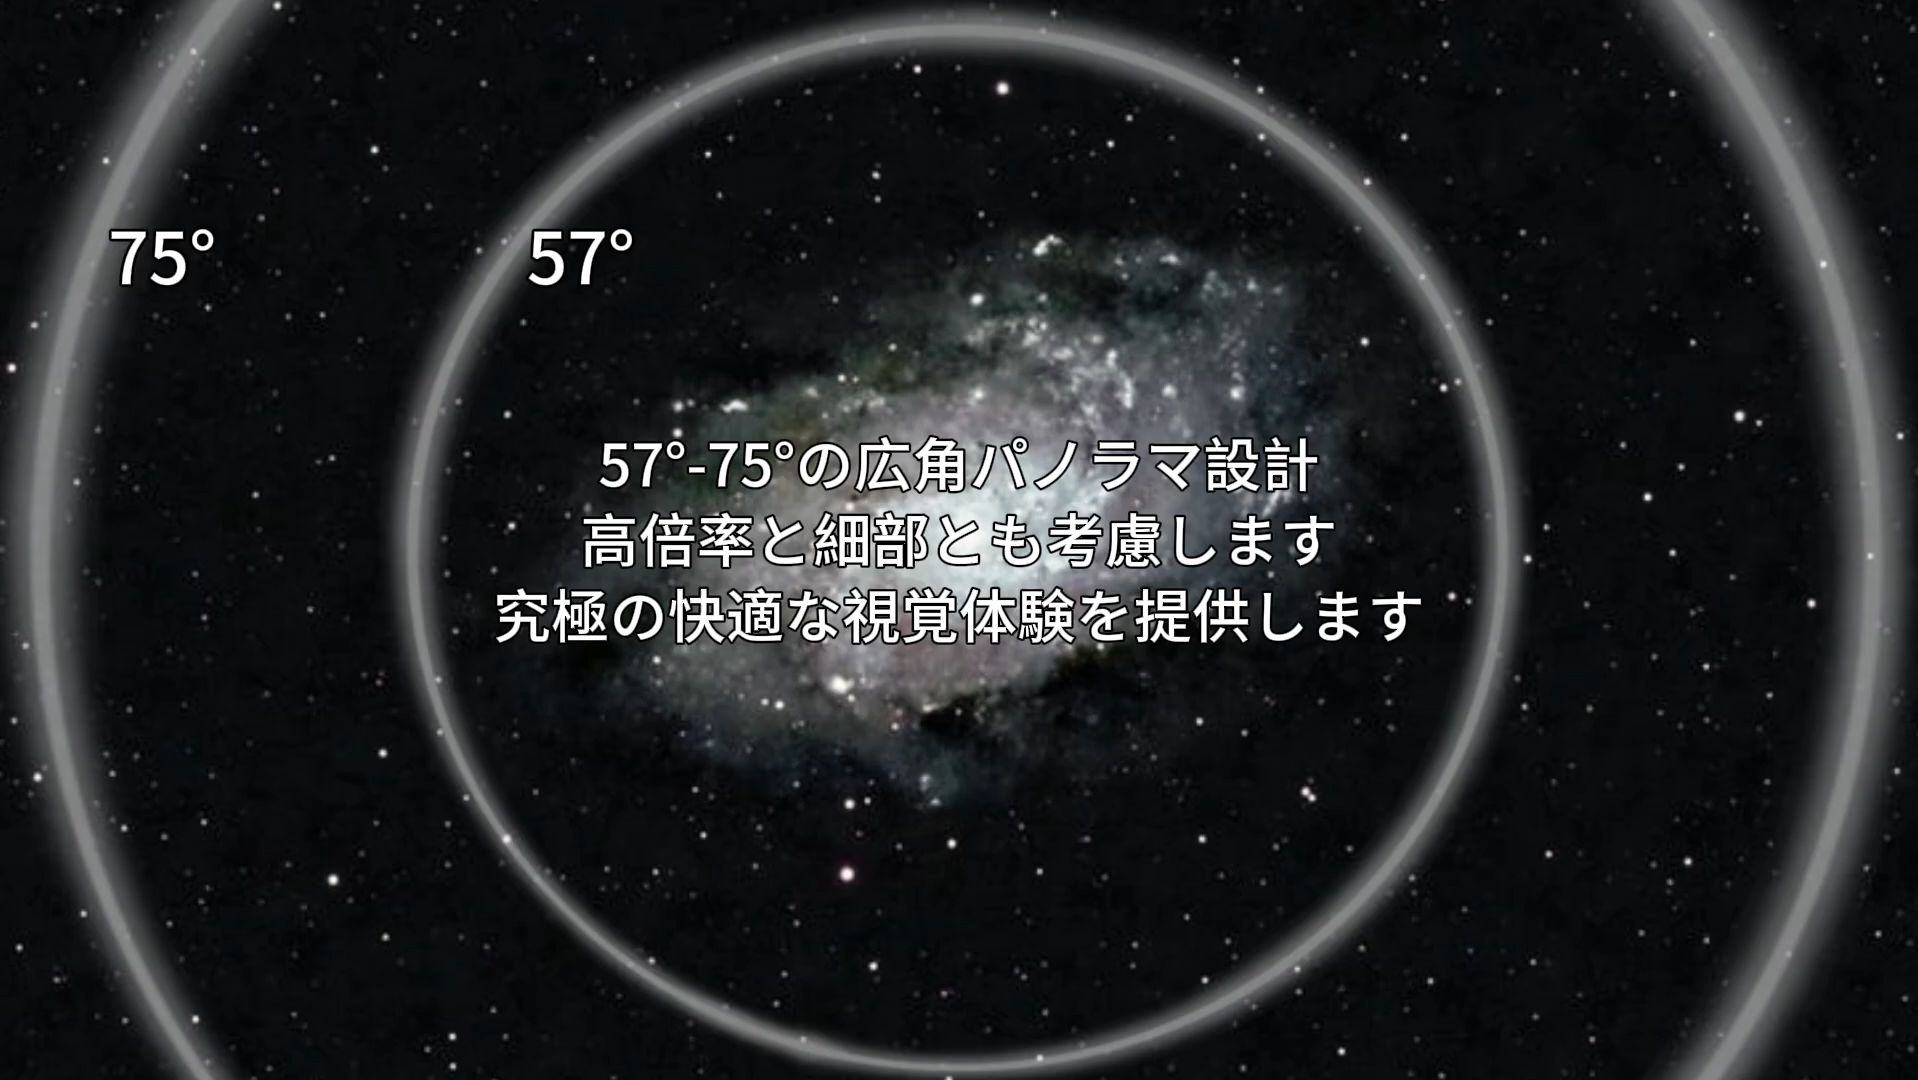 75°
57°
57°-75°の広角パノラマ設計
高倍率と細部とも考慮します
究極の快適な視覚体験を提供します